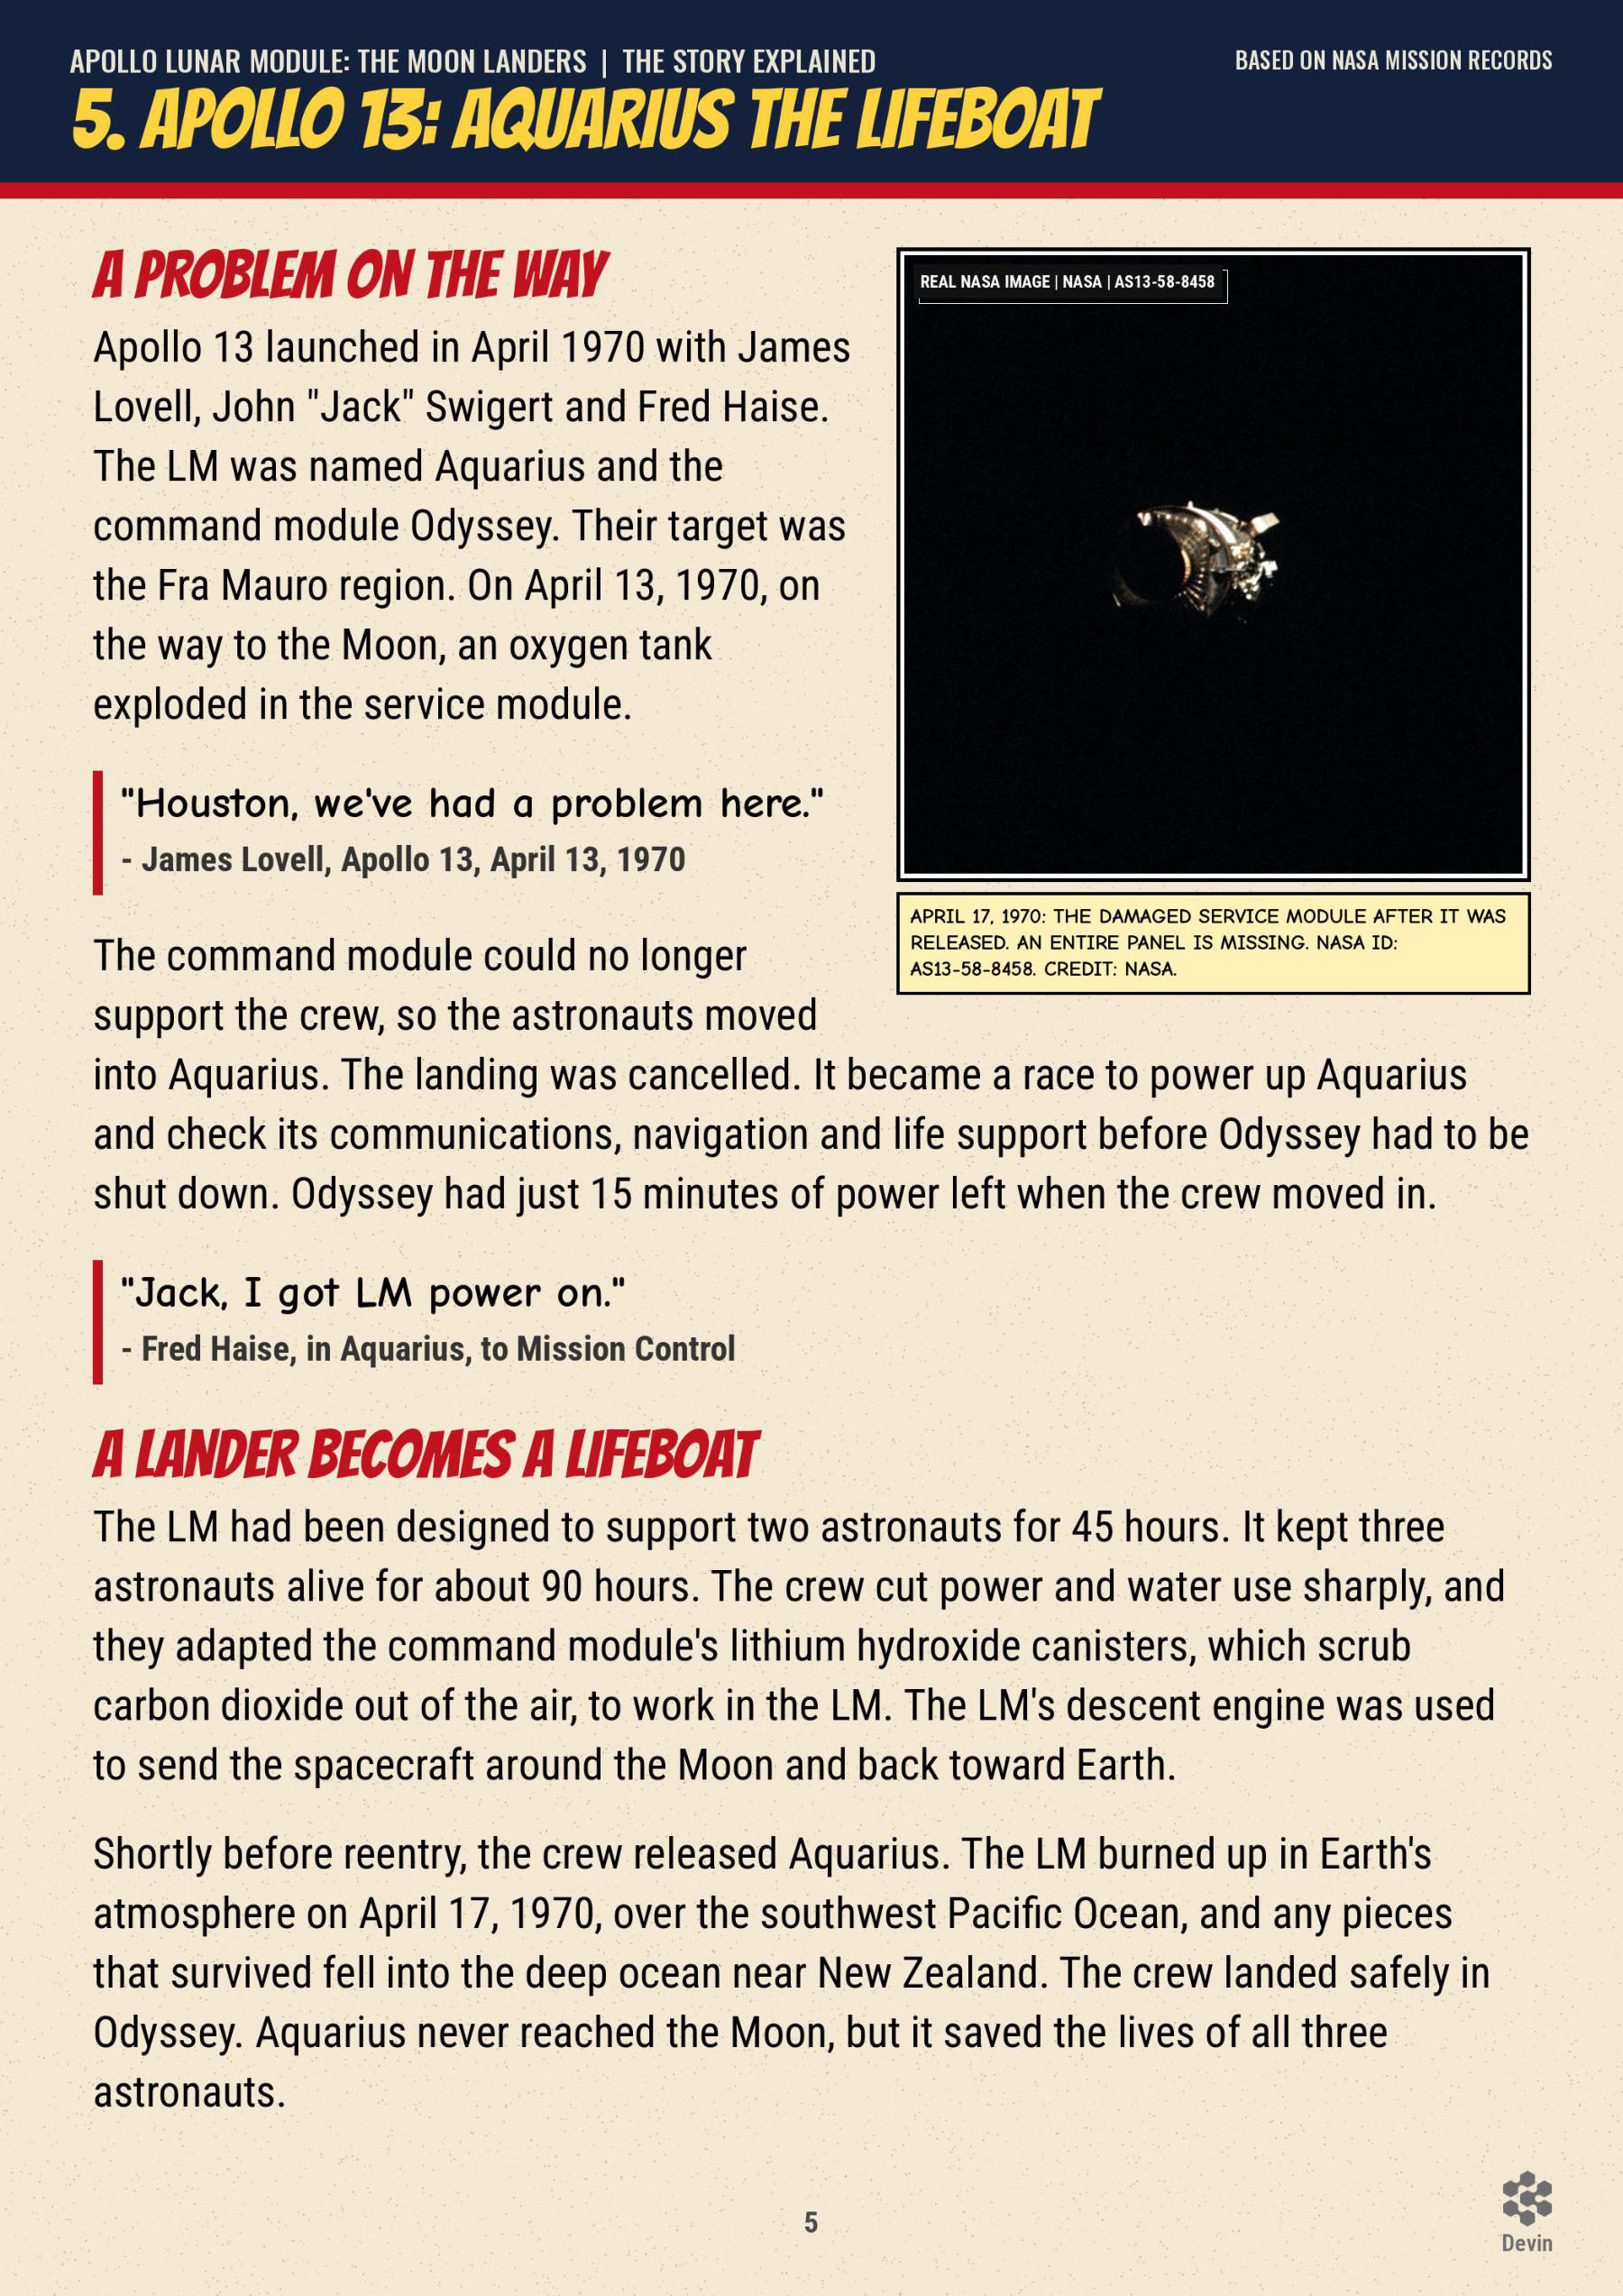 APOLLO LUNAR MODULE: THE MOON LANDERS | THE STORY EXPLAINED
BASED ON NASA MISSION RECORDS
5. APOLLO 13: AQUARIUS THE LIFEBOAT
A PROBLEM ON THE WAY
Apollo 13 launched in April 1970 with James
Lovell, John "Jack" Swigert and Fred Haise.
The LM was named Aquarius and the
command module Odyssey. Their target was
the Fra Mauro region. On April 13, 1970, on
the way to the Moon, an oxygen tank
exploded in the service module.
"Houston, we've had a problem here."
- James Lovell, Apollo 13, April 13, 1970
REAL NASA IMAGE | NASA | AS13-58-8458
APRIL 17, 1970: THE DAMAGED SERVICE MODULE AFTER IT WAS
RELEASED. AN ENTIRE PANEL IS MISSING. NASA ID:
AS13-58-8458. CREDIT: NASA.
The command module could no longer
support the crew, so the astronauts moved
into Aquarius. The landing was cancelled. It became a race to power up Aquarius
and check its communications, navigation and life support before Odyssey had to be
shut down. Odyssey had just 15 minutes of power left when the crew moved in.
"Jack, I got LM power on."
- Fred Haise, in Aquarius, to Mission Control
A LANDER BECOMES A LIFEBOAT
The LM had been designed to support two astronauts for 45 hours. It kept three
astronauts alive for about 90 hours. The crew cut power and water use sharply, and
they adapted the command module's lithium hydroxide canisters, which scrub
carbon dioxide out of the air, to work in the LM. The LM's descent engine was used
to send the spacecraft around the Moon and back toward Earth.
Shortly before reentry, the crew released Aquarius. The LM burned up in Earth's
atmosphere on April 17, 1970, over the southwest Pacific Ocean, and any pieces
that survived fell into the deep ocean near New Zealand. The crew landed safely in
Odyssey. Aquarius never reached the Moon, but it saved the lives of all three
astronauts.
5
Devin